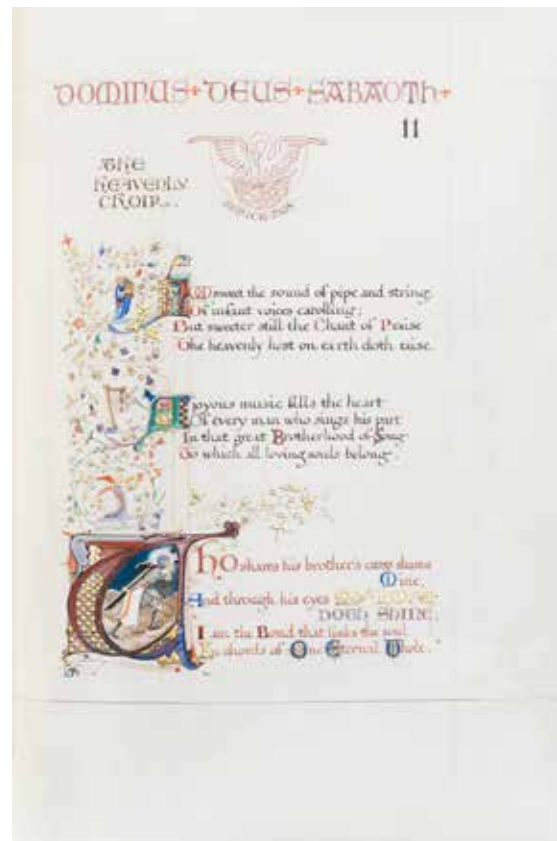 DOMINUS + DEUS + SABAOTH +
11
THE
HEAVENLY
CHOIR
sweet the sound of pipe and string
Of infant voices carolling;
But sweeter still the Chant of Praise
The heavenly host on earth doth raise.
joyous music fills the heart
Of every man who sings his part
In that great Brotherhood of Song
To which all loving souls belong
WhO shares his brother's shares
Mine,
And through his eyes
DOTH SHINE;
I am the Bond that links the soul
In chords of One Eternal Whole.